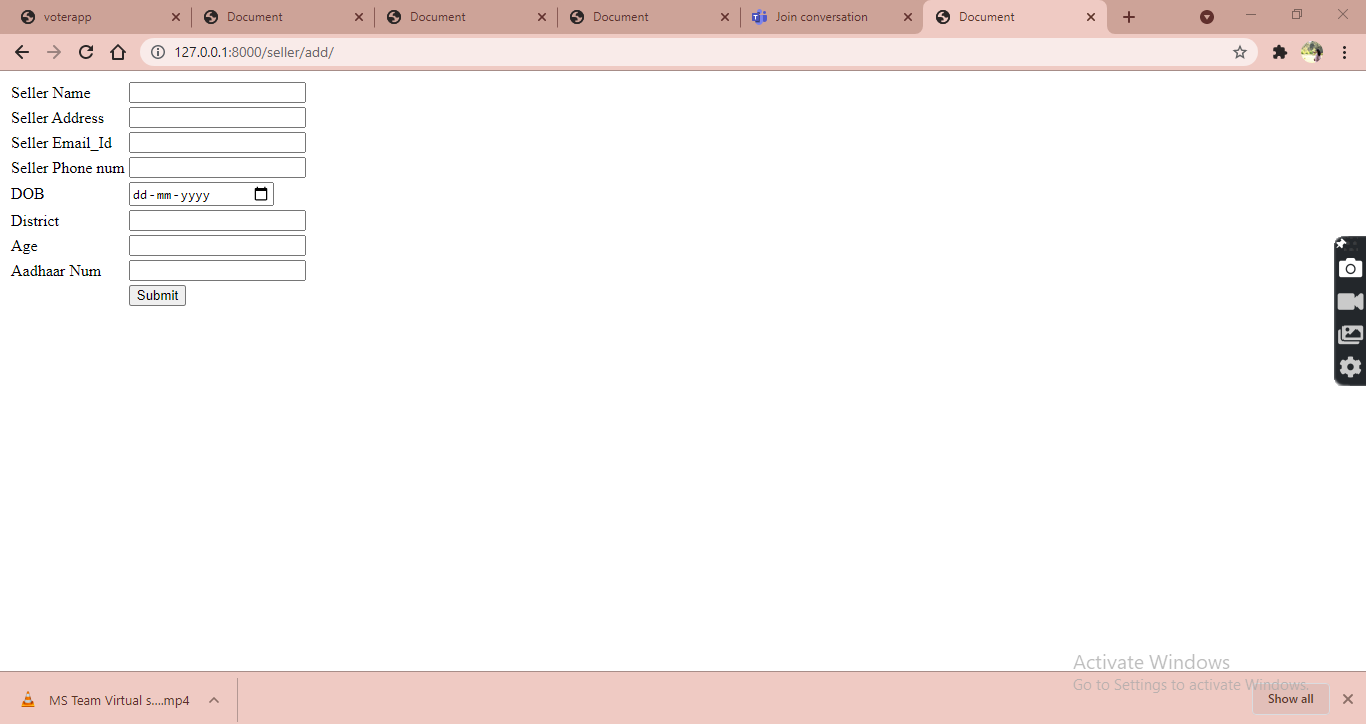 voterapp
Document
Document
Document
Join conversation
Document
127.0.0.1:8000/seller/add/
Seller Name
Seller Address
Seller Email_Id
Seller Phone num
DOB dd-mm-yyyy
District
Age
Aadhaar Num
Submit
Activate Windows
Go to Settings to activate Windows.
MS Team Virtual s....mp4
Show all